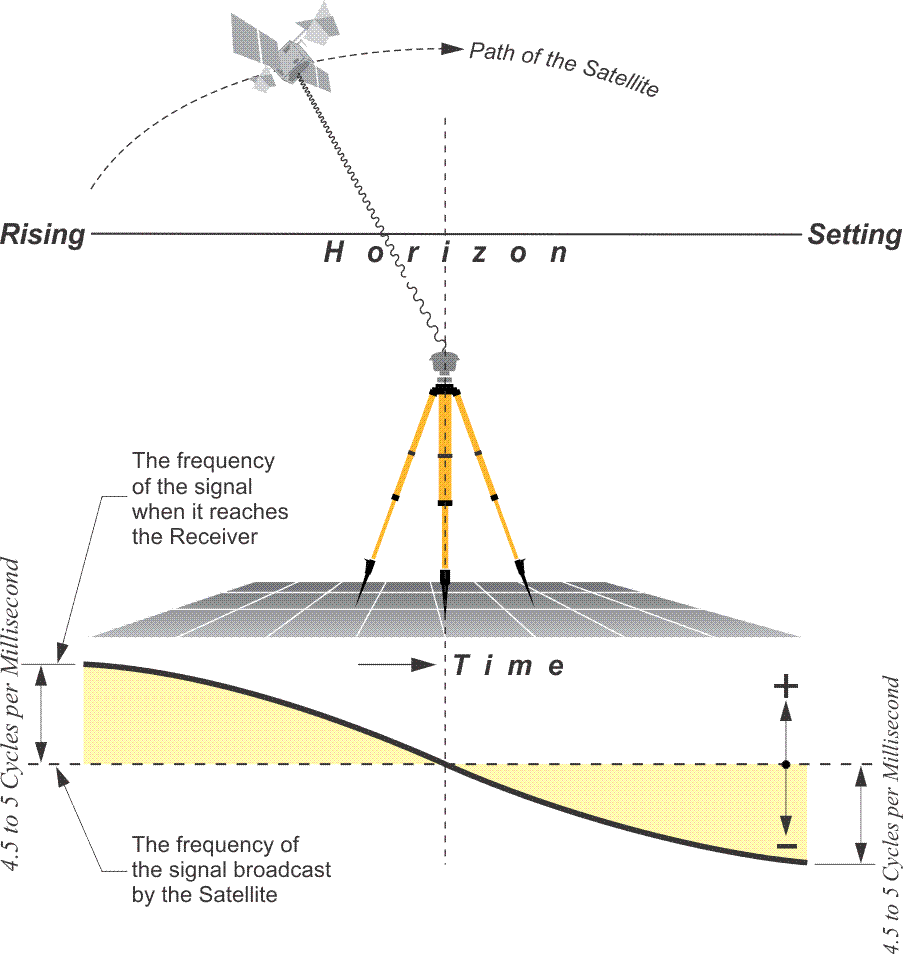 Path of the Satellite
Rising
Setting
Horizon
The frequency
of the signal
when it reaches
the Receiver
4.5 to 5 Cycles per Millisecond
Time
+
−
4.5 to 5 Cycles per Millisecond
The frequency of
the signal broadcast
by the Satellite